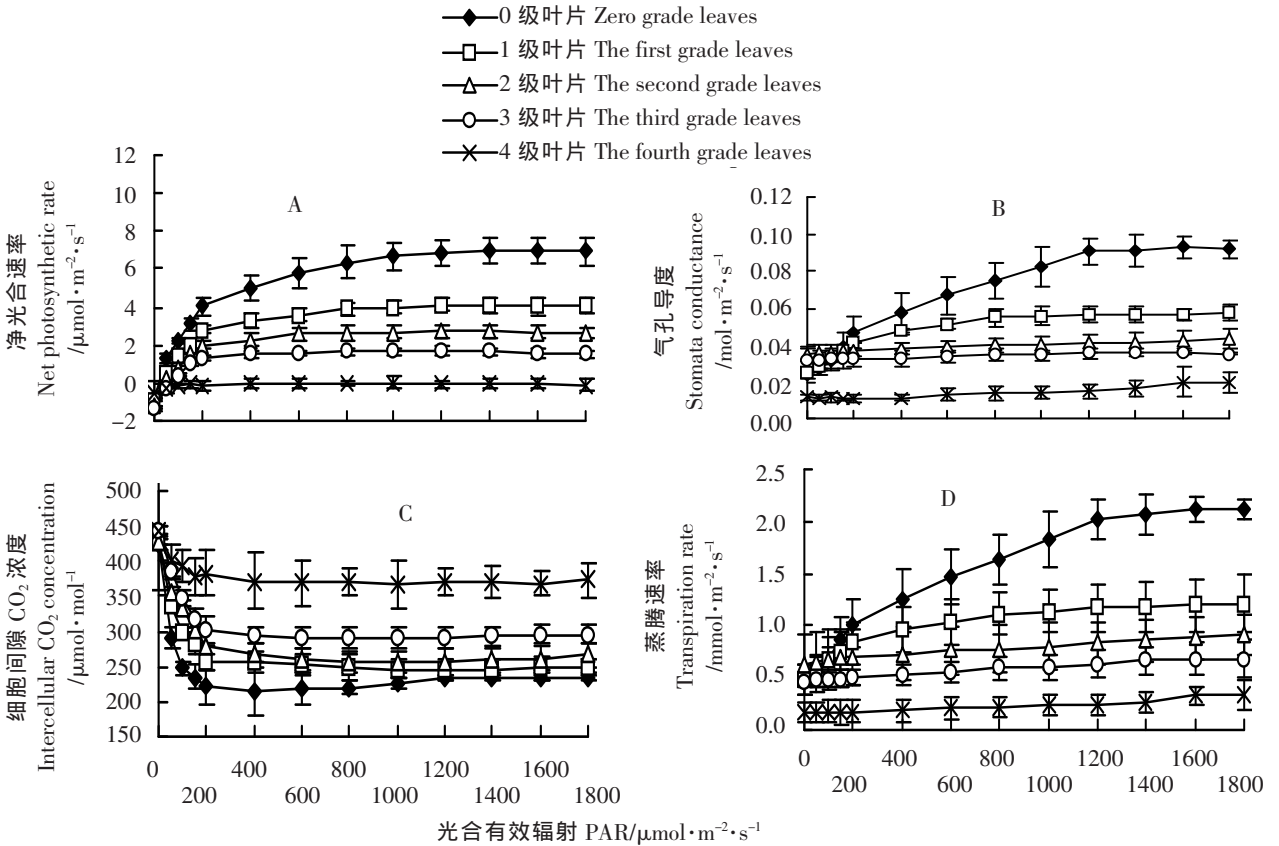 0 级叶片 Zero grade leaves
1 级叶片 The first grade leaves
2 级叶片 The second grade leaves
3 级叶片 The third grade leaves
4 级叶片 The fourth grade leaves
净光合速率
Net photosynthetic rate
/μmol·m⁻²·s⁻¹
12
10
8
6
4
2
0
−2
A
气孔导度
Stomata conductance
/mol·m⁻²·s⁻¹
0.12
0.10
0.08
0.06
0.04
0.02
0.00
B
细胞间隙 CO₂ 浓度
Intercellular CO₂ concentration
/μmol·mol⁻¹
500
450
400
350
300
250
200
150
C
0 400 800 1200 1600
200 600 1000 1400 1800
蒸腾速率
Transpiration rate
/mmol·m⁻²·s⁻¹
2.5
2.0
1.5
1.0
0.5
0.0
D
0 400 800 1200 1600
200 600 1000 1400 1800
光合有效辐射 PAR/μmol·m⁻²·s⁻¹